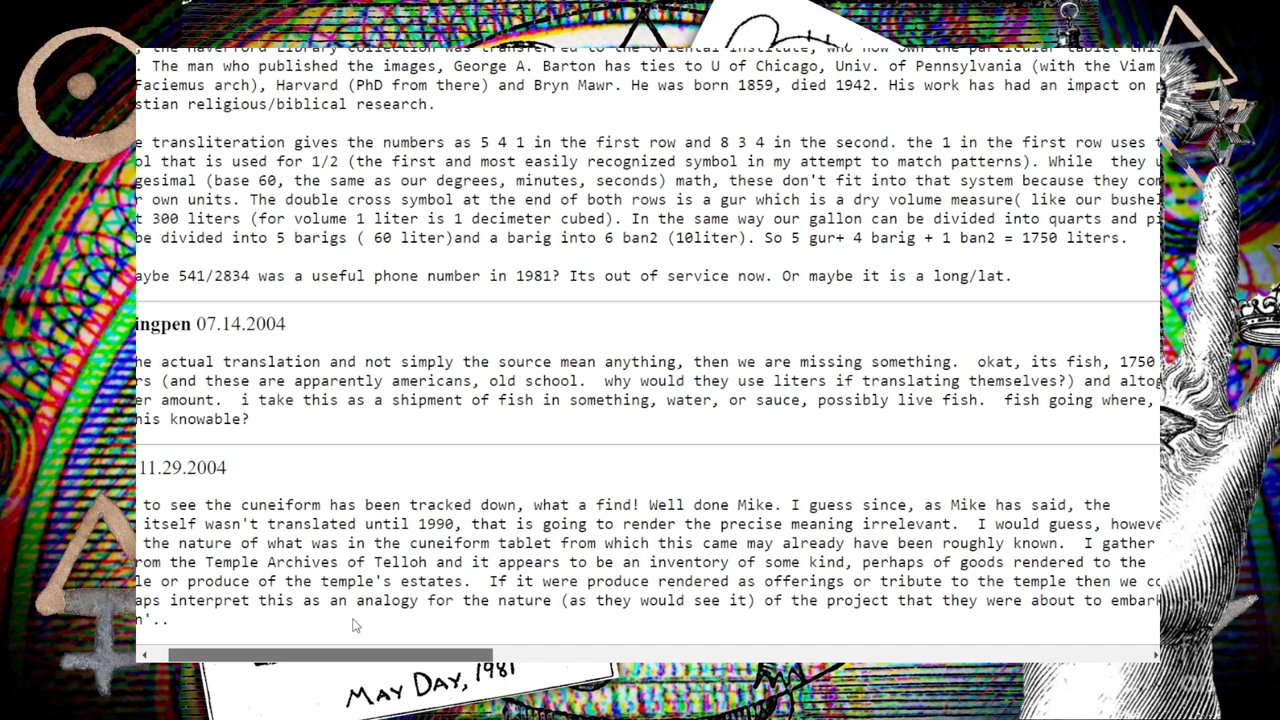 , the Haverford Library collection was transferred to the Oriental Institute, who now own the particular tablet this
. The man who published the images, George A. Barton has ties to U of Chicago, Univ. of Pennsylvania (with the Viam
Faciemus arch), Harvard (PhD from there) and Bryn Mawr. He was born 1859, died 1942. His work has had an impact on p
stian religious/biblical research.
e transliteration gives the numbers as 5 4 1 in the first row and 8 3 4 in the second. the 1 in the first row uses
ol that is used for 1/2 (the first and most easily recognized symbol in my attempt to match patterns). While  they u
gesimal (base 60, the same as our degrees, minutes, seconds) math, these don't fit into that system because they com
r own units. The double cross symbol at the end of both rows is a gur which is a dry volume measure( like our bushel
t 300 liters (for volume 1 liter is 1 decimeter cubed). In the same way our gallon can be divided into quarts and pi
be divided into 5 barigs ( 60 liter)and a barig into 6 ban2 (10liter). So 5 gur+ 4 barig + 1 ban2 = 1750 liters.
aybe 541/2834 was a useful phone number in 1981? Its out of service now. Or maybe it is a long/lat.
ingpen 07.14.2004
he actual translation and not simply the source mean anything, then we are missing something.  okat, its fish, 1750
rs (and these are apparently americans, old school.  why would they use liters if translating themselves?) and altog
er amount.  i take this as a shipment of fish in something, water, or sauce, possibly live fish.  fish going where,
his knowable?
11.29.2004
to see the cuneiform has been tracked down, what a find! Well done Mike. I guess since, as Mike has said, the
itself wasn't translated until 1990, that is going to render the precise meaning irrelevant.  I would guess, howeve
the nature of what was in the cuneiform tablet from which this came may already have been roughly known.  I gather
rom the Temple Archives of Telloh and it appears to be an inventory of some kind, perhaps of goods rendered to the
le or produce of the temple's estates.  If it were produce rendered as offerings or tribute to the temple then we co
aps interpret this as an analogy for the nature (as they would see it) of the project that they were about to embark
n'..
MAY DAY, 1981